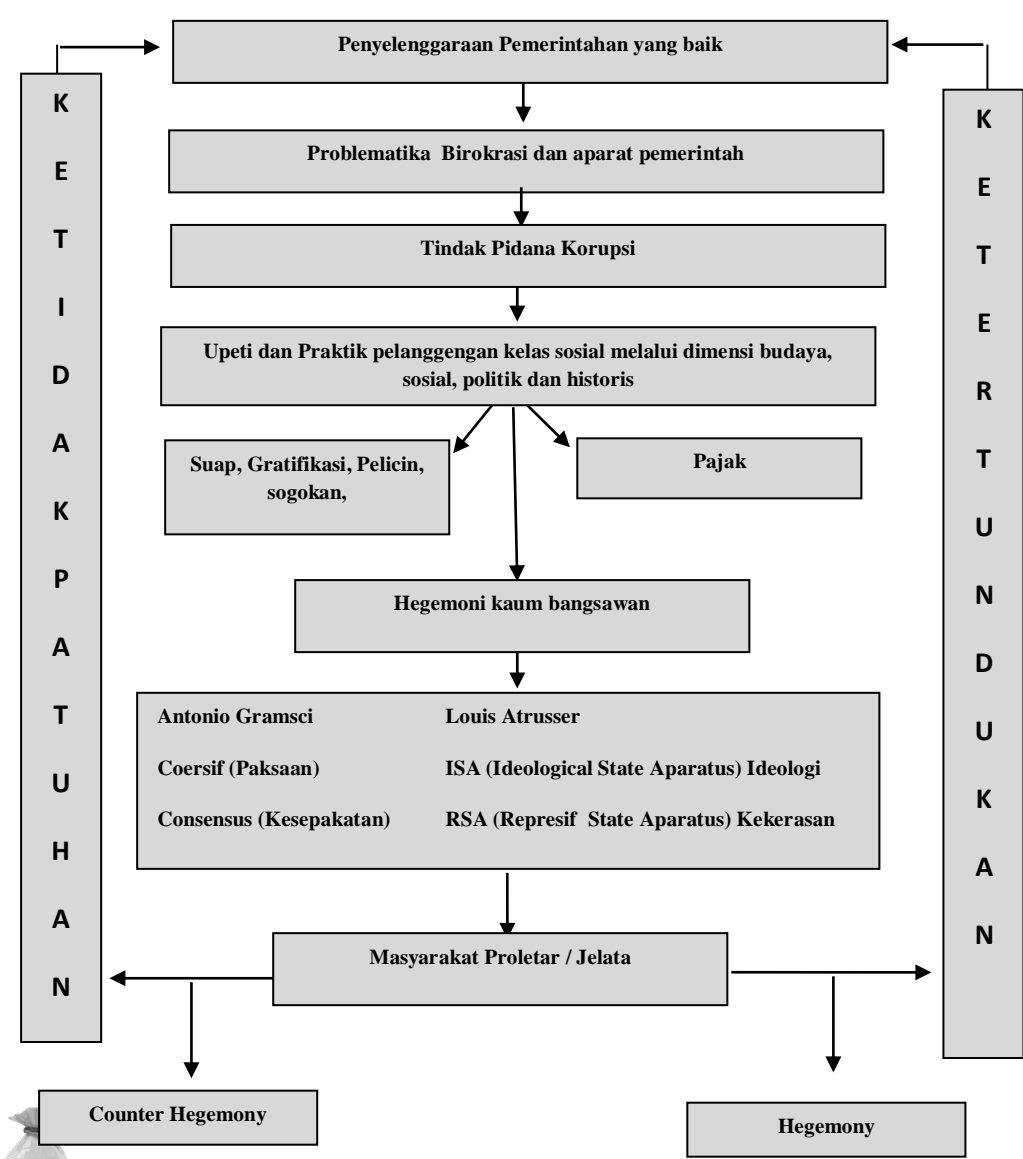 Penyelenggaraan Pemerintahan yang baik
KETIDAKPATUHAN
KETERTUNDUKAN
Problematika Birokrasi dan aparat pemerintah
Tindak Pidana Korupsi
Upeti dan Praktik pelanggengan kelas sosial melalui dimensi budaya,
sosial, politik dan historis
Suap, Gratifikasi, Pelicin,
sogokan,
Pajak
Hegemoni kaum bangsawan
Antonio Gramsci Louis Atrusser
Coersif (Paksaan) ISA (Ideological State Aparatus) Ideologi
Consensus (Kesepakatan) RSA (Represif State Aparatus) Kekerasan
Masyarakat Proletar / Jelata
Counter Hegemony
Hegemony